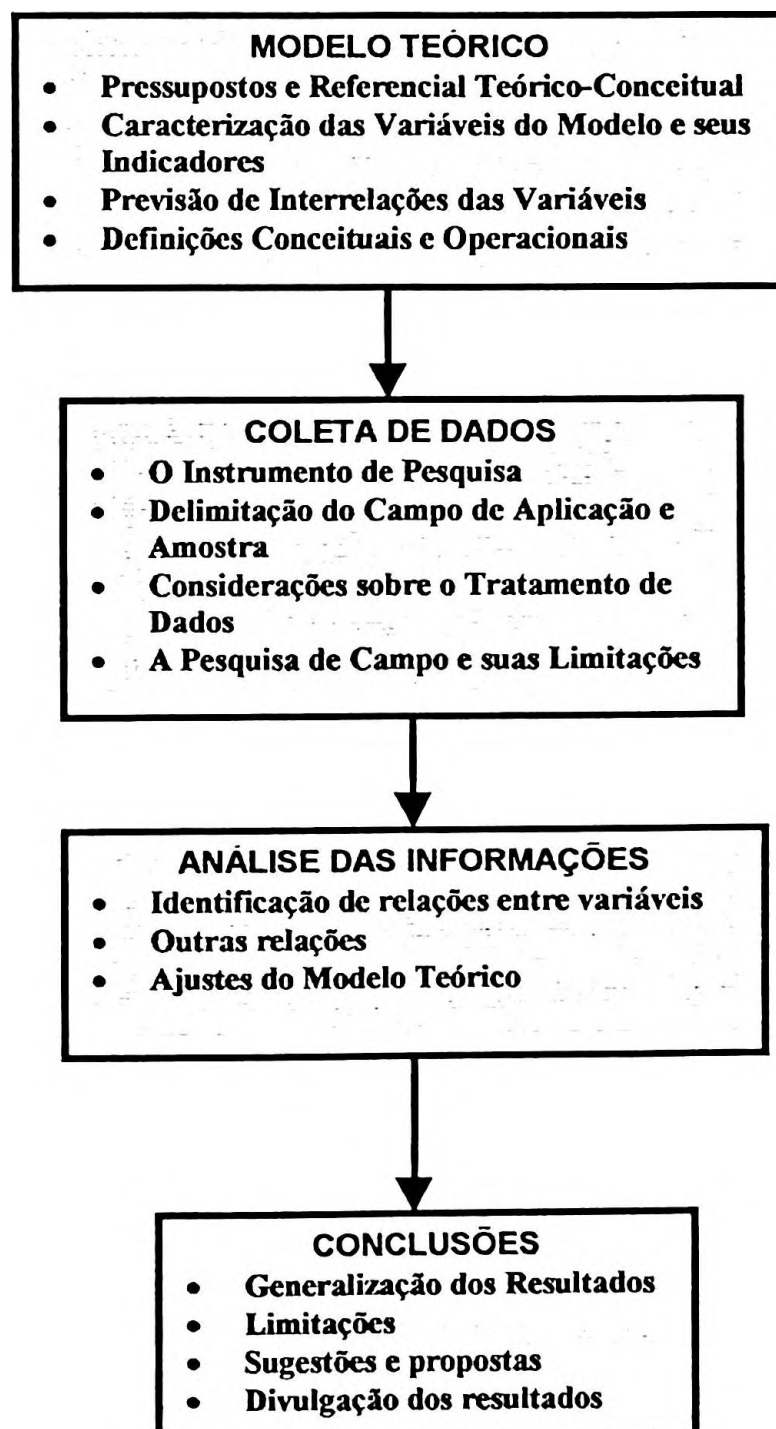 MODELO TEÓRICO
• Pressupostos e Referencial Teórico-Conceitual
• Caracterização das Variáveis do Modelo e seus
Indicadores
• Previsão de Interrelações das Variáveis
• Definições Conceituais e Operacionais
COLETA DE DADOS
• O Instrumento de Pesquisa
• Delimitação do Campo de Aplicação e
Amostra
• Considerações sobre o Tratamento de
Dados
• A Pesquisa de Campo e suas Limitações
ANÁLISE DAS INFORMAÇÕES
• Identificação de relações entre variáveis
• Outras relações
• Ajustes do Modelo Teórico
CONCLUSÕES
• Generalização dos Resultados
• Limitações
• Sugestões e propostas
• Divulgação dos resultados